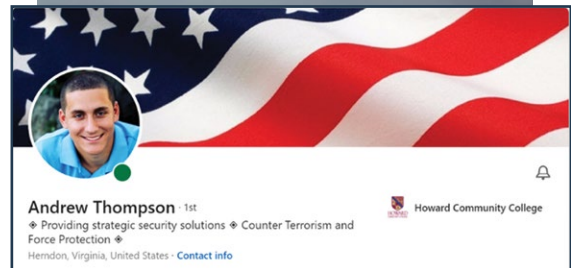 Andrew Thompson · 1st
◈ Providing strategic security solutions ◈ Counter Terrorism and
Force Protection ◈
Herndon, Virginia, United States · Contact info
HOWARD
Howard Community College